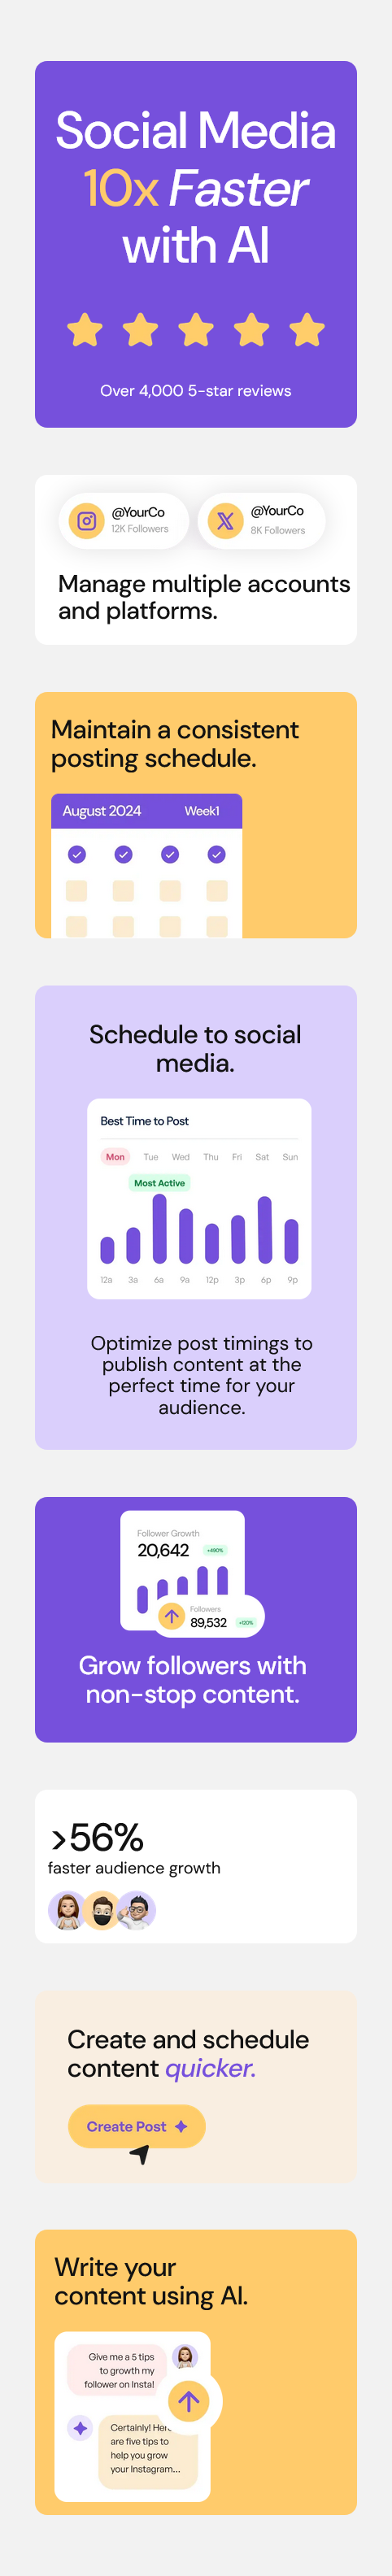 Social Media
10x Faster
with AI
Over 4,000 5-star reviews
@YourCo
12K Followers
@YourCo
8K Followers
Manage multiple accounts
and platforms.
Maintain a consistent
posting schedule.
August 2024 Week1
Schedule to social
media.
Best Time to Post
Mon Tue Wed Thu Fri Sat Sun
Most Active
12a 3a 6a 9a 12p 3p 6p 9p
Optimize post timings to
publish content at the
perfect time for your
audience.
Follower Growth
20,642
Followers
89,532
Grow followers with
non-stop content.
>56%
faster audience growth
Create and schedule
content quicker.
Create Post
Write your
content using AI.
Give me a 5 tips
to growth my
follower on Insta!
Certainly!
are five tips to
help you grow
your Instagram...